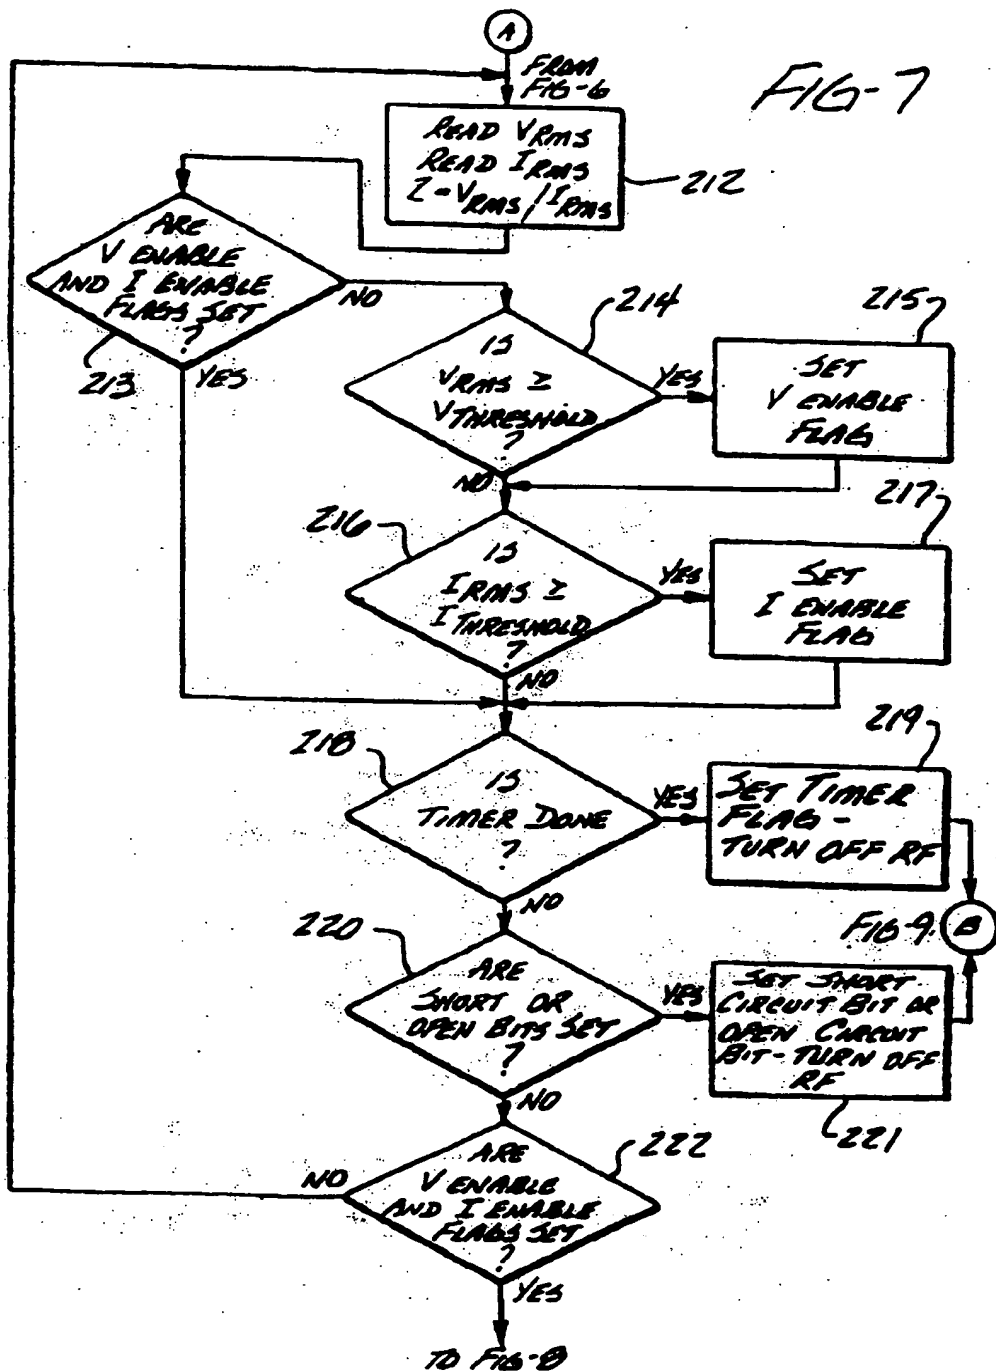 A
FROM
FIG-6
FIG-7
READ VRMS
READ IRMS
Z = VRMS / IRMS
212
ARE
V ENABLE
AND I ENABLE
FLAGS SET
?
213
NO
YES
IS
VRMS ≥
VTHRESHOLD
?
214
YES
NO
215
SET
V ENABLE
FLAG
216
IS
IRMS ≥
ITHRESHOLD
?
YES
NO
217
SET
I ENABLE
FLAG
218
IS
TIMER DONE
?
YES
NO
219
SET TIMER
FLAG -
TURN OFF RF
FIG-9
B
220
ARE
SHORT OR
OPEN BITS SET
?
YES
NO
SET SHORT
CIRCUIT BIT OR
OPEN CIRCUIT
BIT - TURN OFF
RF
221
222
ARE
V ENABLE
AND I ENABLE
FLAGS SET
?
NO
YES
TO FIG-8